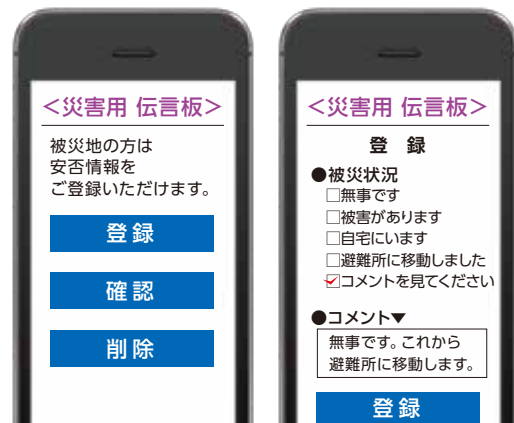 ＜災害用 伝言板＞
被災地の方は
安否情報を
ご登録いただけます。
登録
確認
削除
＜災害用 伝言板＞
登 録
●被災状況
□無事です
□被害があります
□自宅にいます
□避難所に移動しました
☑コメントを見てください
●コメント▼
無事です。これから
避難所に移動します。
登録